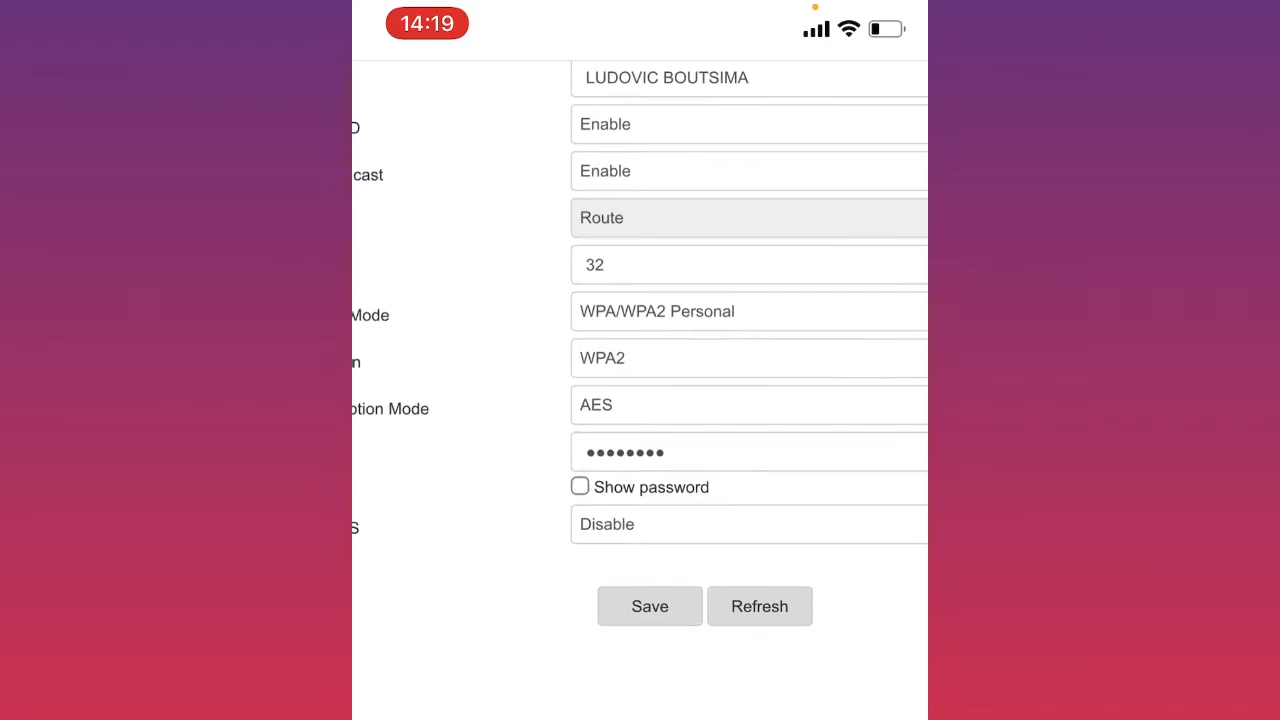 14:19
LUDOVIC BOUTSIMA
D
Enable
cast
Enable
Route
32
Mode
WPA/WPA2 Personal
n
WPA2
ption Mode
AES
••••••••
Show password
S
Disable
Save
Refresh